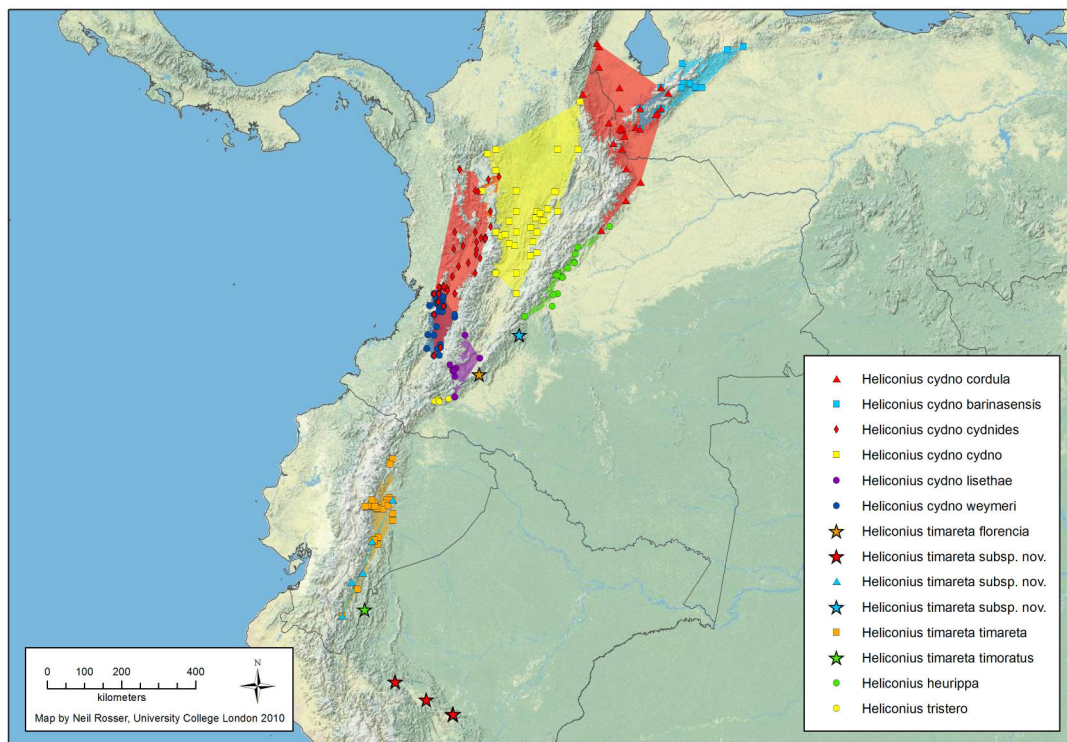 Heliconius cydno cordula
Heliconius cydno barinasensis
Heliconius cydno cydnides
Heliconius cydno cydno
Heliconius cydno lisethae
Heliconius cydno weymeri
Heliconius timareta florencia
Heliconius timareta subsp. nov.
Heliconius timareta subsp. nov.
Heliconius timareta subsp. nov.
Heliconius timareta timareta
Heliconius timareta timoratus
Heliconius heurippa
Heliconius tristero
0 100 200 400
kilometers
N
Map by Neil Rosser, University College London 2010